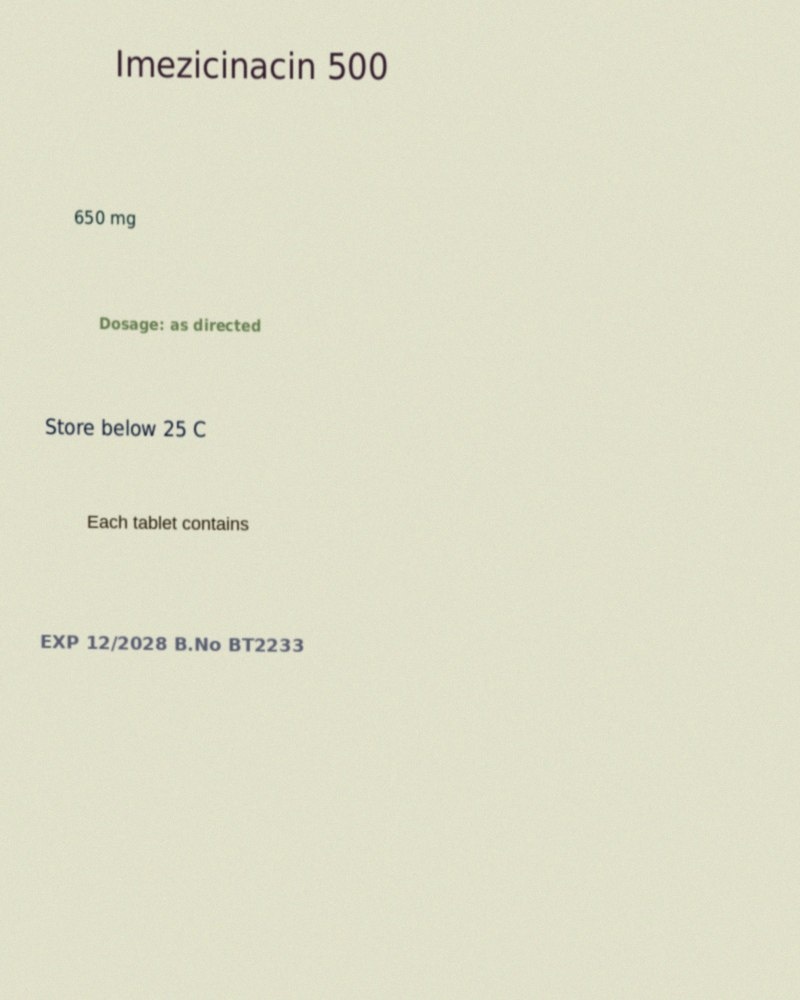 Imezicinacin 500
650 mg
Dosage: as directed
Store below 25 C
Each tablet contains
EXP 12/2028 B.No BT2233